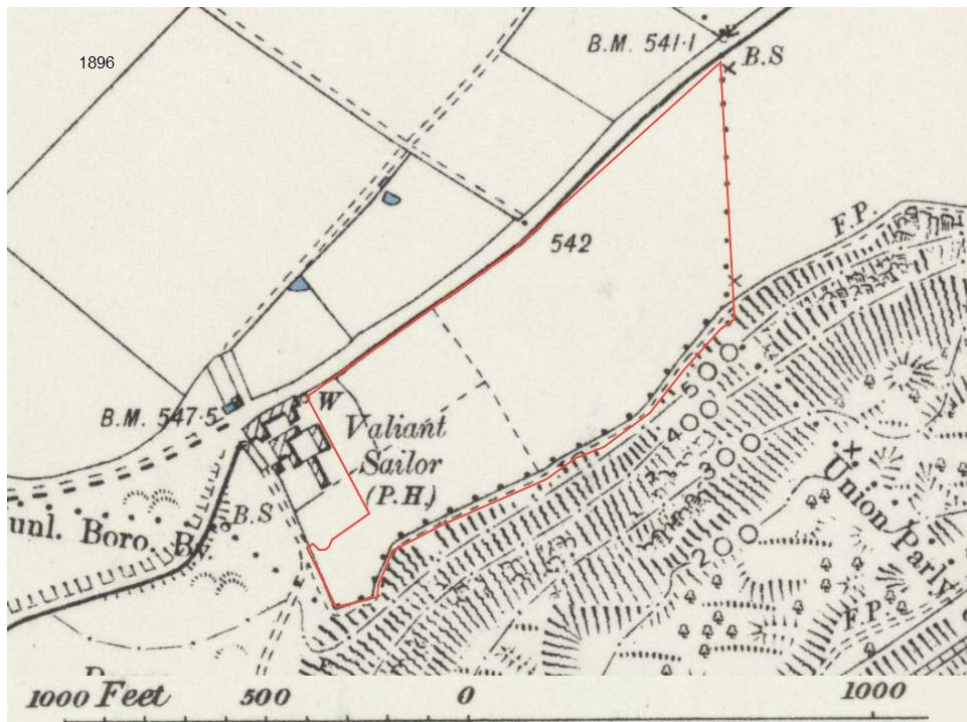 1896
B.M. 541·1
B.S
F.P.
542
B.M. 547·5
W
Valiant
Sailor
(P.H)
B.S
unl. Boro. B
500
400
300
200
Union
Parly
F.P.
1000 Feet 500 0 1000